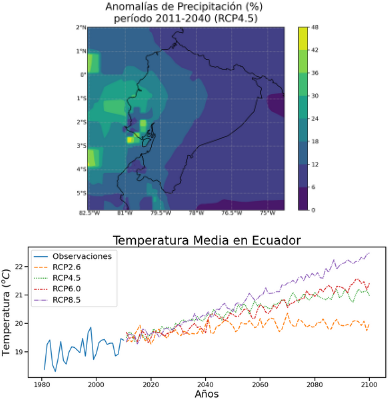 Anomalías de Precipitación (%)
período 2011-2040 (RCP4.5)
2°N
1°N
0°
1°S
2°S
3°S
4°S
5°S
82.5°W 81°W 79.5°W 78°W 76.5°W 75°W
48
42
36
30
24
18
12
6
0
Temperatura Media en Ecuador
Observaciones
RCP2.6
RCP4.5
RCP6.0
RCP8.5
Temperatura (°C)
22
21
20
19
1980 2000 2020 2040 2060 2080 2100
Años